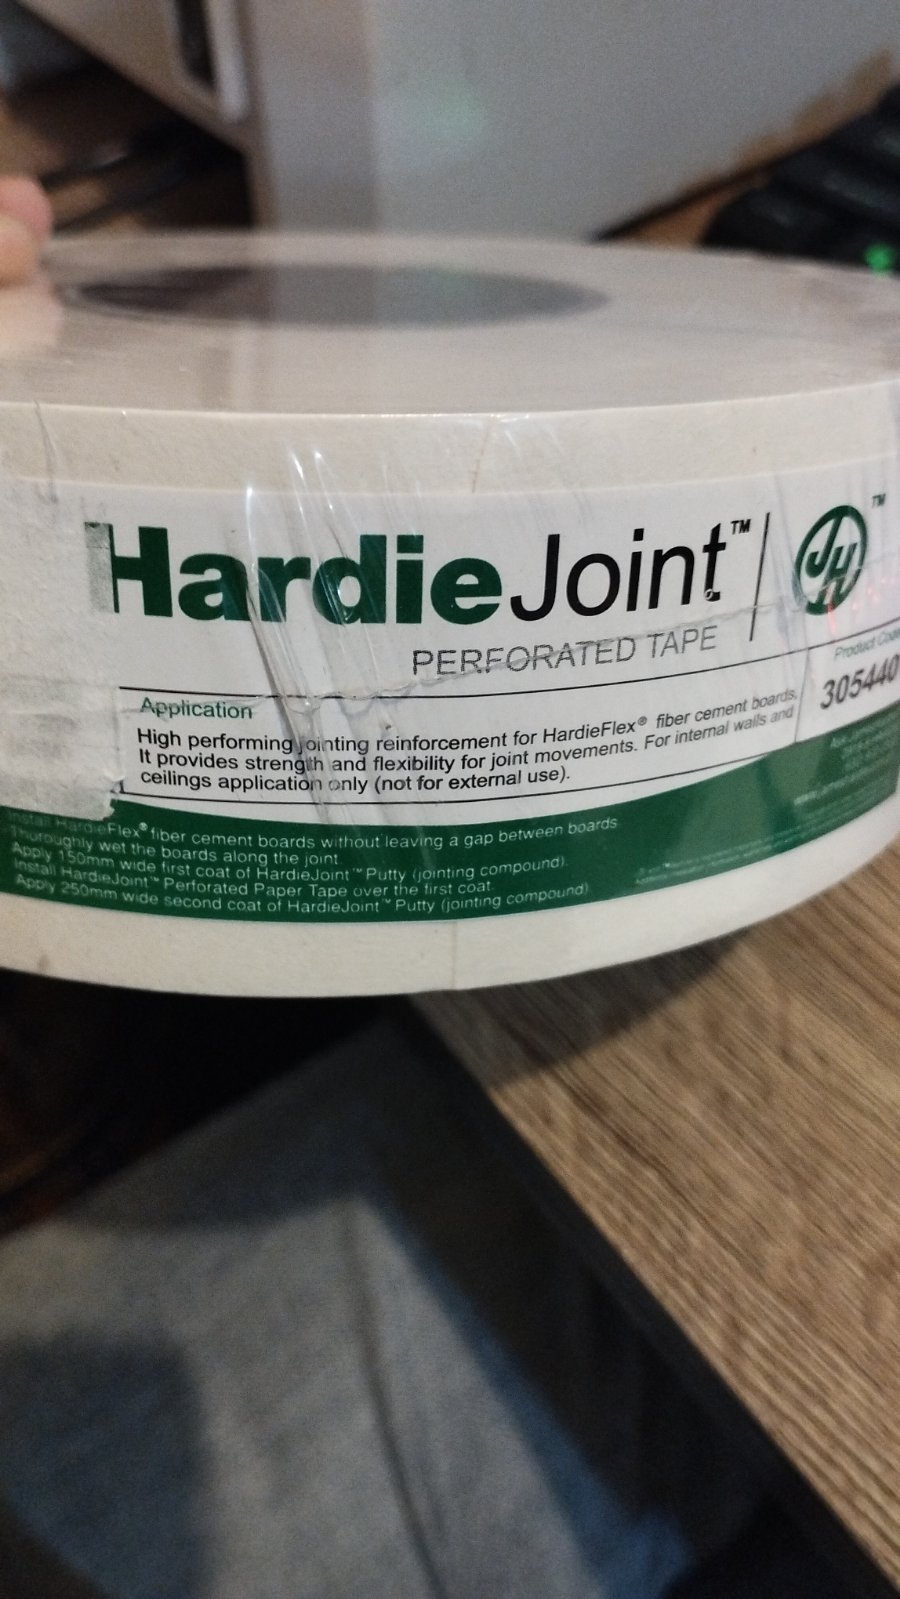 HardieJoint™
JH ™
PERFORATED TAPE
Product Code
305440
Application
High performing jointing reinforcement for HardieFlex® fiber cement boards.
It provides strength and flexibility for joint movements. For internal walls and
ceilings application only (not for external use).
Install HardieFlex® fiber cement boards without leaving a gap between boards
Thoroughly wet the boards along the joint
Apply 150mm wide first coat of HardieJoint™ Putty (jointing compound).
Install HardieJoint™ Perforated Paper Tape over the first coat.
Apply 250mm wide second coat of HardieJoint™ Putty (jointing compound)